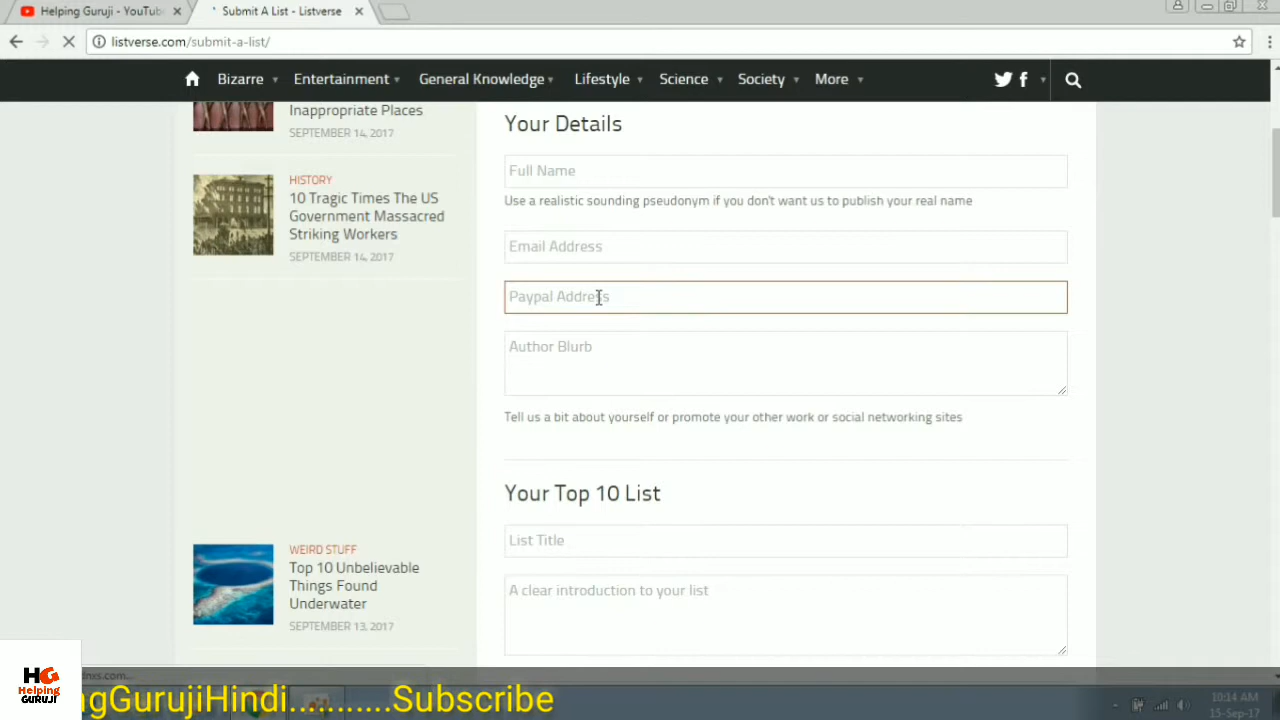 Helping Guruji - YouTub
Submit A List - Listverse
listverse.com/submit-a-list/
Bizarre
Entertainment
General Knowledge
Lifestyle
Science
Society
More
Inappropriate Places
SEPTEMBER 14, 2017
HISTORY
10 Tragic Times The US
Government Massacred
Striking Workers
SEPTEMBER 14, 2017
WEIRD STUFF
Top 10 Unbelievable
Things Found
Underwater
SEPTEMBER 13, 2017
Your Details
Full Name
Use a realistic sounding pseudonym if you don't want us to publish your real name
Email Address
Paypal Address
Author Blurb
Tell us a bit about yourself or promote your other work or social networking sites
Your Top 10 List
List Title
A clear introduction to your list
HG
Helping
GURUJI
ngGurujiHindi...........Subscribe
10:14 AM
15-Sep-17